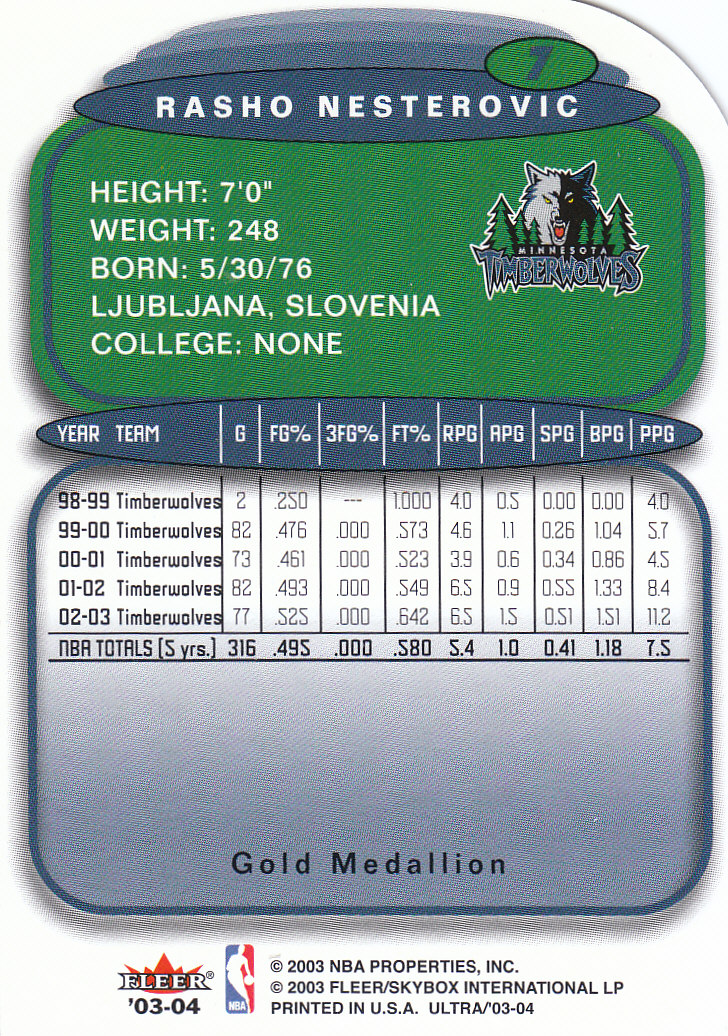 7
RASHO NESTEROVIC
HEIGHT: 7'0"
WEIGHT: 248
BORN: 5/30/76
LJUBLJANA, SLOVENIA
COLLEGE: NONE
MINNESOTA
TIMBERWOLVES
YEAR TEAM G FG% 3FG% FT% RPG APG SPG BPG PPG
98-99 Timberwolves 2 .250 --- 1.000 4.0 0.5 0.00 0.00 4.0
99-00 Timberwolves 82 .476 .000 .573 4.6 1.1 0.26 1.04 5.7
00-01 Timberwolves 73 .461 .000 .523 3.9 0.6 0.34 0.86 4.5
01-02 Timberwolves 82 .493 .000 .549 6.5 0.9 0.55 1.33 8.4
02-03 Timberwolves 77 .525 .000 .642 6.5 1.5 0.51 1.51 11.2
NBA TOTALS (5 yrs.) 316 .495 .000 .580 5.4 1.0 0.41 1.18 7.5
Gold Medallion
FLEER®
'03-04
NBA
© 2003 NBA PROPERTIES, INC.
© 2003 FLEER/SKYBOX INTERNATIONAL LP
PRINTED IN U.S.A. ULTRA/'03-04